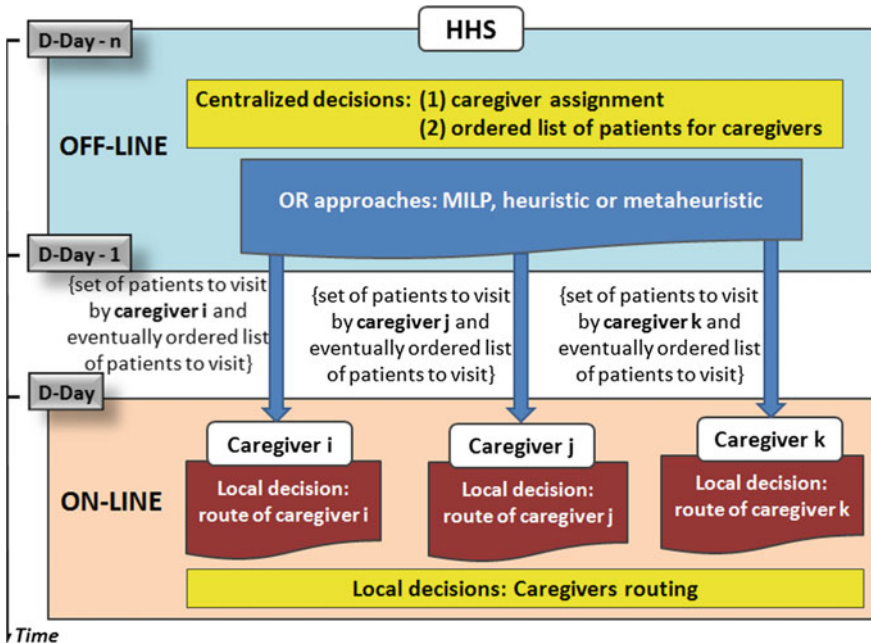 D-Day - n
HHS
Centralized decisions: (1) caregiver assignment
(2) ordered list of patients for caregivers
OFF-LINE
OR approaches: MILP, heuristic or metaheuristic
D-Day - 1
{set of patients to visit
by caregiver i and
eventually ordered list
of patients to visit}
{set of patients to visit
by caregiver j and
eventually ordered list
of patients to visit}
{set of patients to visit
by caregiver k and
eventually ordered list
of patients to visit}
D-Day
Caregiver i
Caregiver j
Caregiver k
ON-LINE
Local decision:
route of caregiver i
Local decision:
route of caregiver j
Local decision:
route of caregiver k
Local decisions: Caregivers routing
Time